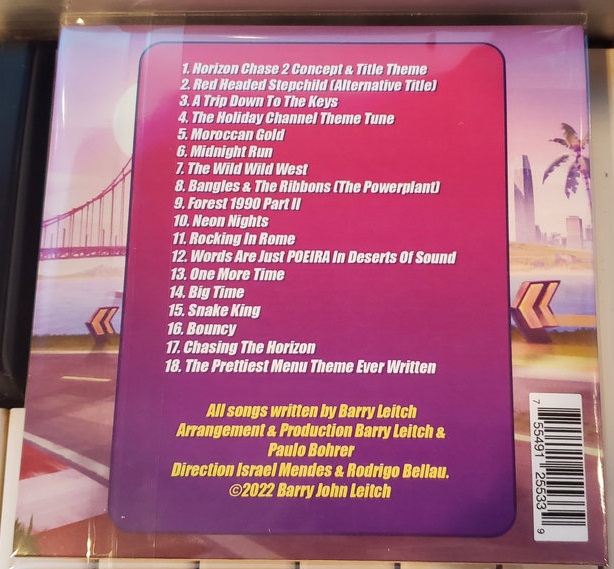 1. Horizon Chase 2 Concept & Title Theme
2. Red Headed Stepchild (Alternative Title)
3. A Trip Down To The Keys
4. The Holiday Channel Theme Tune
5. Moroccan Gold
6. Midnight Run
7. The Wild Wild West
8. Bangles & The Ribbons (The Powerplant)
9. Forest 1990 Part II
10. Neon Nights
11. Rocking In Rome
12. Words Are Just POEIRA In Deserts Of Sound
13. One More Time
14. Big Time
15. Snake King
16. Bouncy
17. Chasing The Horizon
18. The Prettiest Menu Theme Ever Written
All songs written by Barry Leitch
Arrangement & Production Barry Leitch &
Paulo Bohrer
Direction Israel Mendes & Rodrigo Bellau.
©2022 Barry John Leitch
7 55491 25533 9